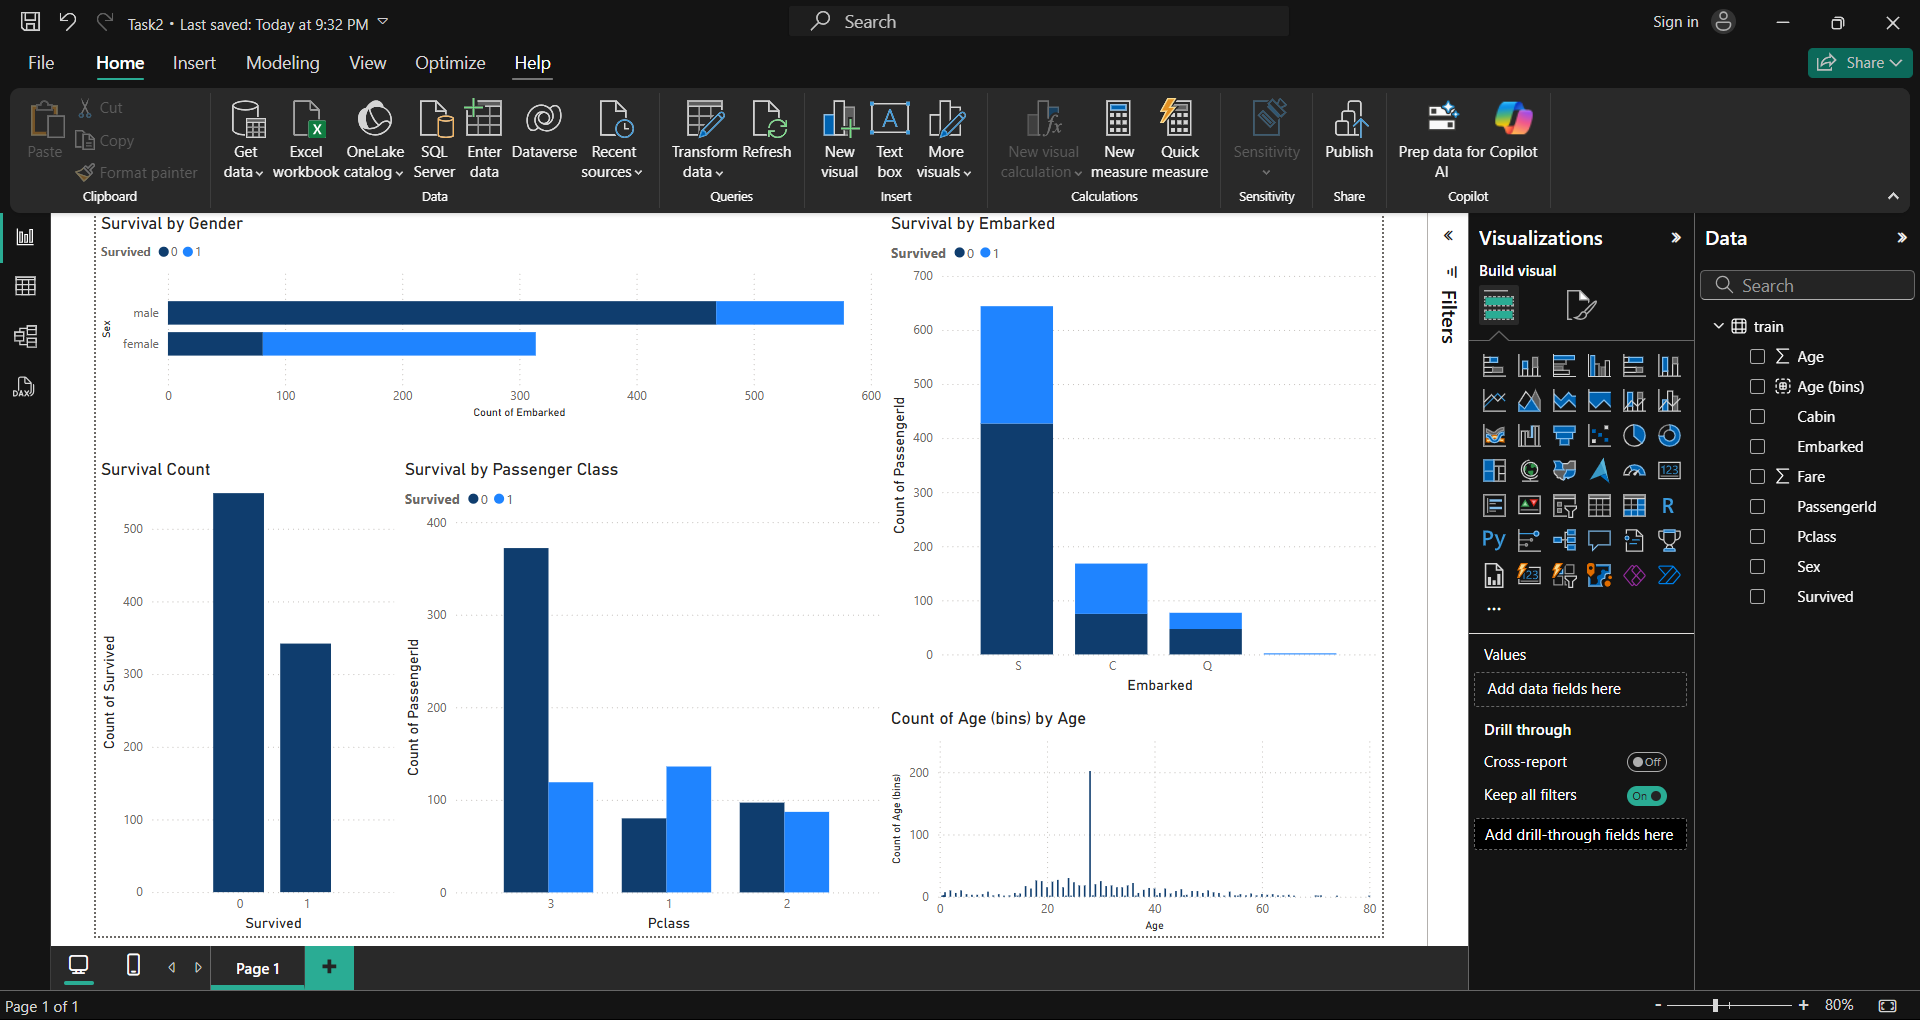 Task2 • Last saved: Today at 9:32 PM
Search
Sign in
File Home Insert Modeling View Optimize Help
Share
Paste
Cut
Copy
Format painter
Clipboard
Get data
Excel workbook
OneLake catalog
SQL Server
Enter data
Dataverse
Recent sources
Data
Transform data
Refresh
Queries
New visual
Text box
A
More visuals
Insert
New visual calculation
New measure
Quick measure
Calculations
Sensitivity
Sensitivity
Publish
Share
Prep data for AI
Copilot
Copilot
DAX
Survival by Gender
Survived 0 1
Sex
male
female
0 100 200 300 400 500 600
Count of Embarked
Survival Count
Count of Survived
500
400
300
200
100
0
0 1
Survived
Survival by Passenger Class
Survived 0 1
Count of PassengerId
400
300
200
100
0
3 1 2
Pclass
Survival by Embarked
Survived 0 1
Count of PassengerId
700
600
500
400
300
200
100
0
S C Q
Embarked
Count of Age (bins) by Age
Count of Age (bins)
200
100
0
0 20 40 60 80
Age
Filters
Visualizations
Build visual
123
R
Py
123
Values
Add data fields here
Drill through
Cross-report
Off
Keep all filters
On
Add drill-through fields here
Data
Search
train
Age
Age (bins)
Cabin
Embarked
Fare
PassengerId
Pclass
Sex
Survived
Page 1
Page 1 of 1
- + 80%